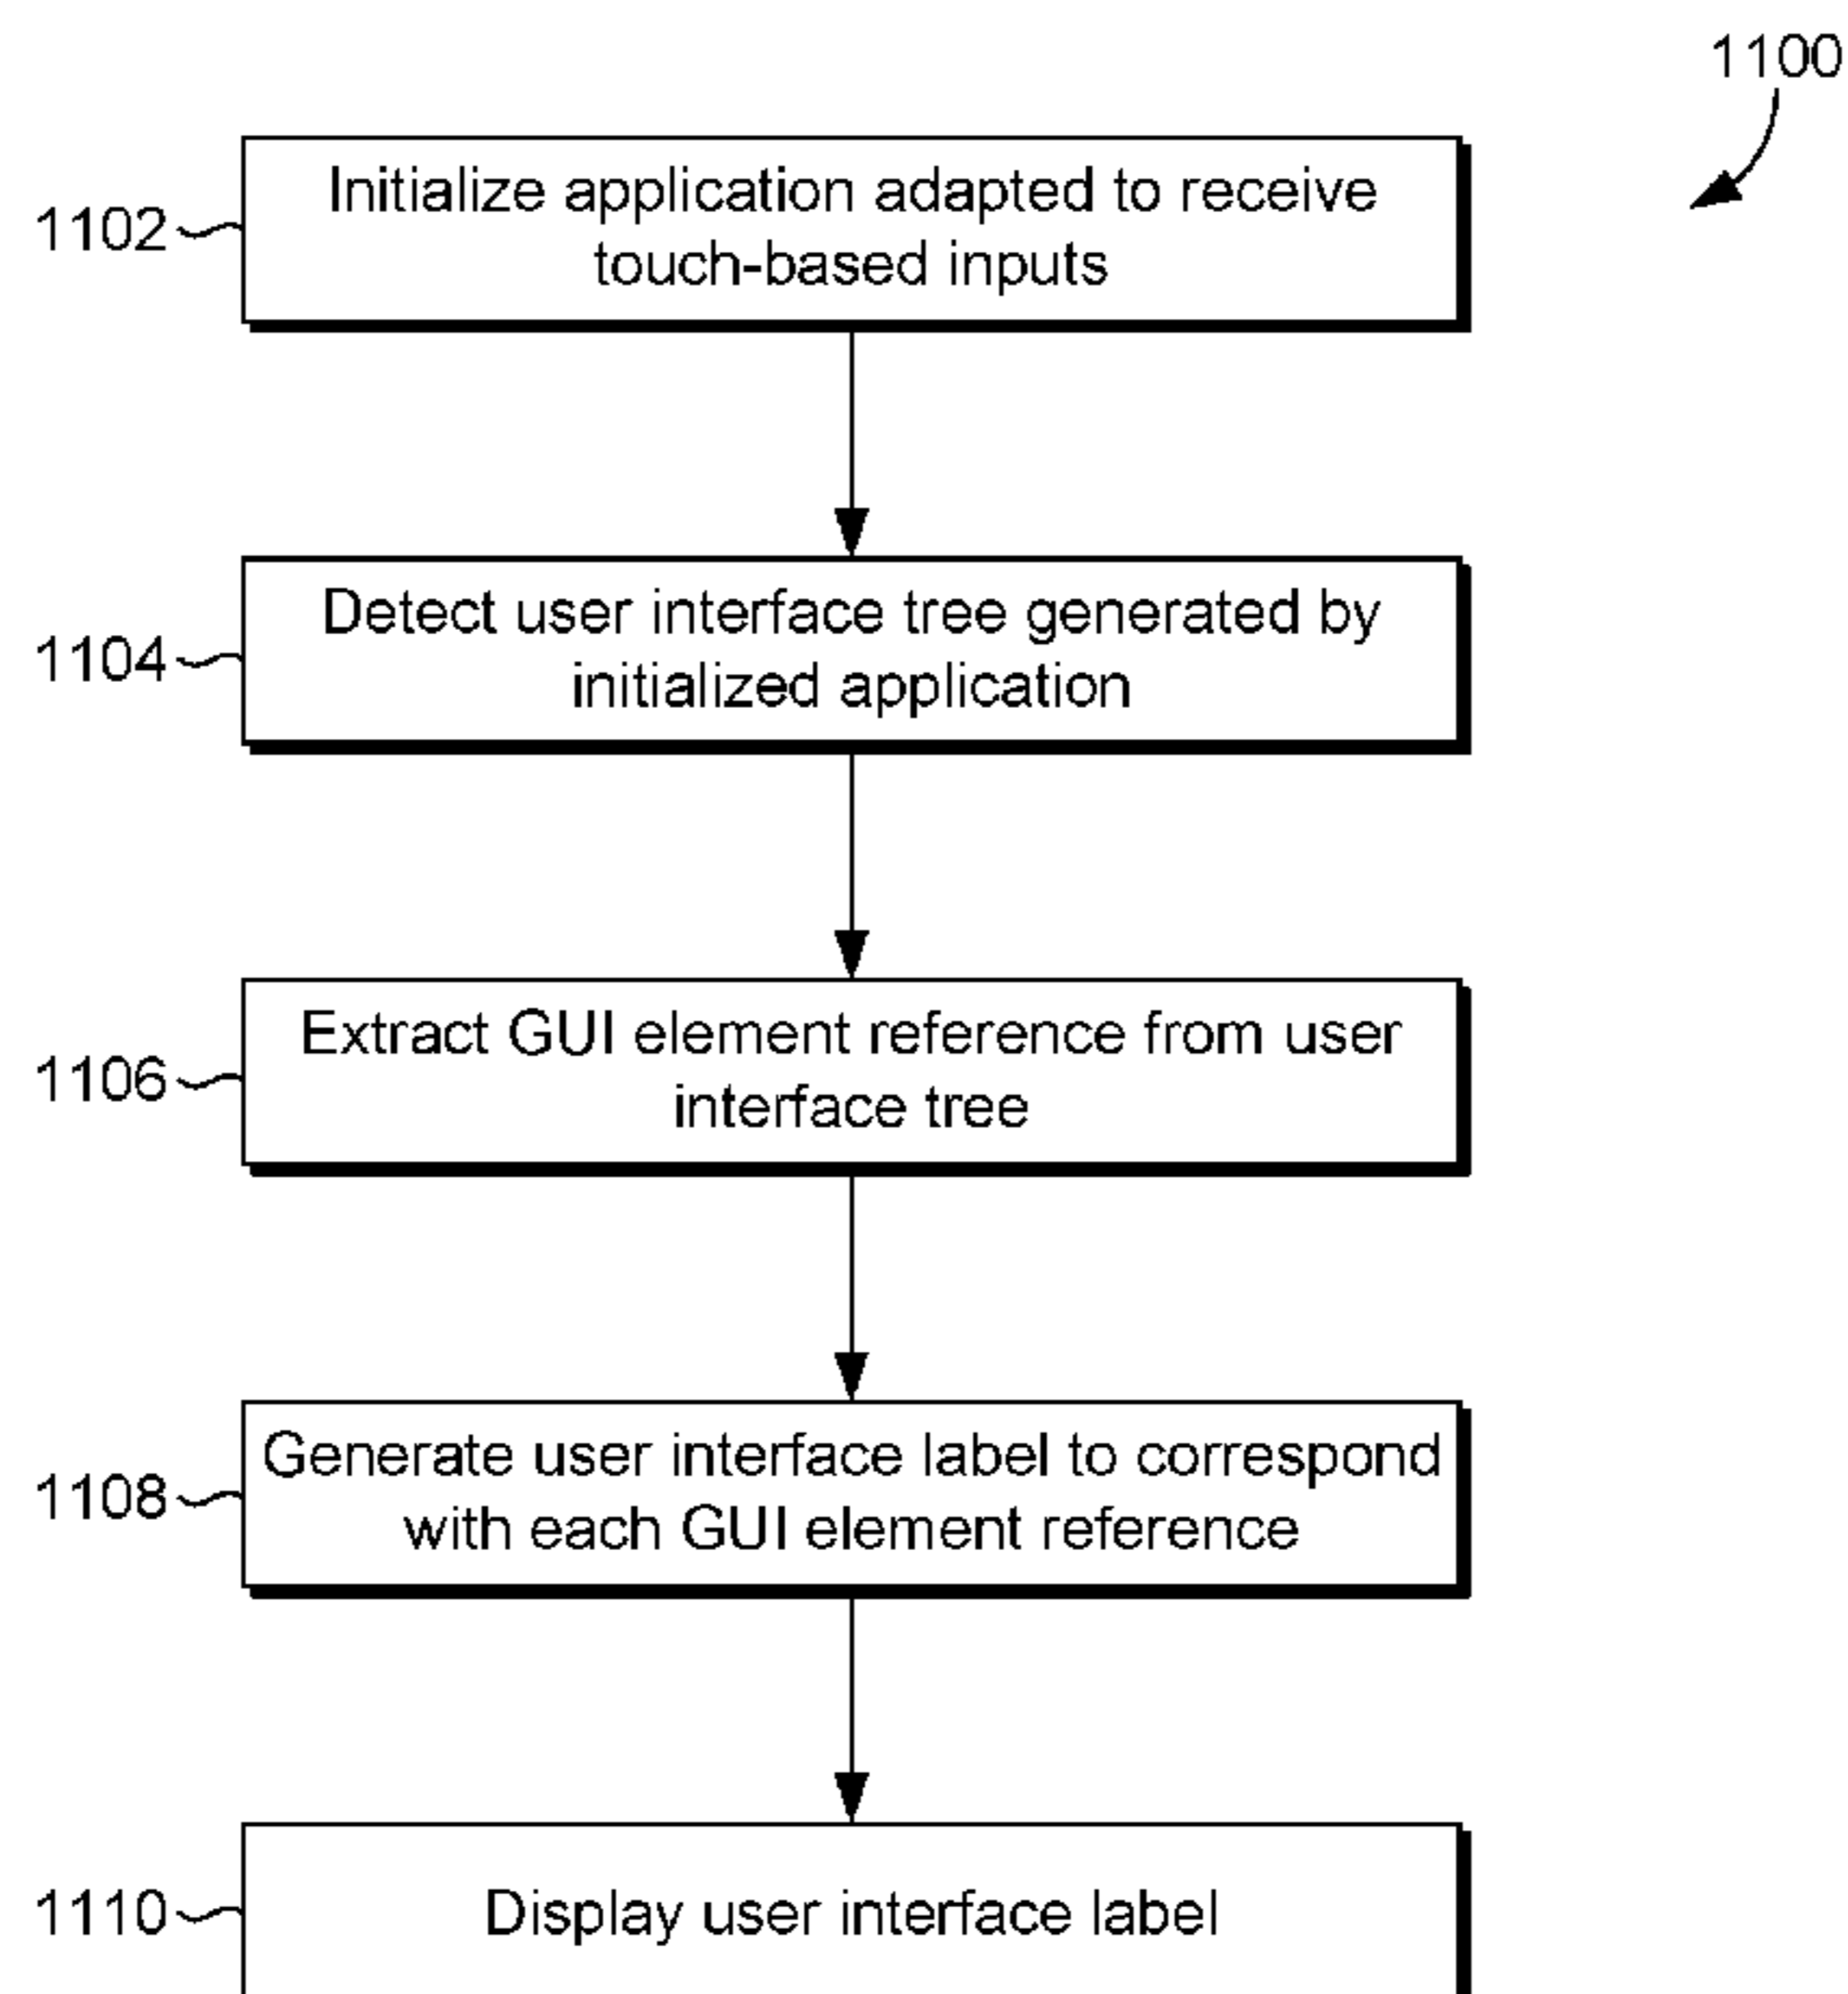 1100
1102
Initialize application adapted to receive
touch-based inputs
1104
Detect user interface tree generated by
initialized application
1106
Extract GUI element reference from user
interface tree
1108
Generate user interface label to correspond
with each GUI element reference
1110
Display user interface label